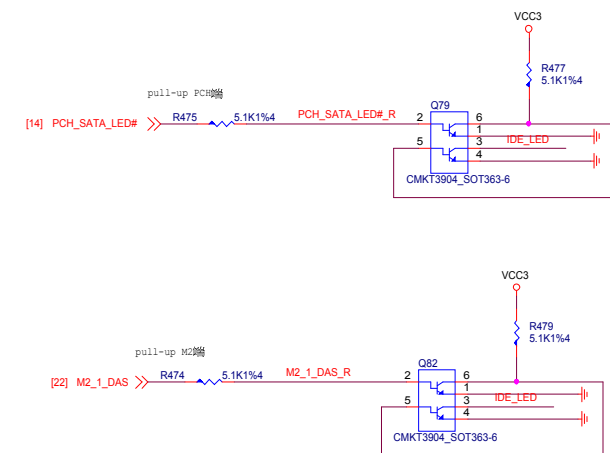 VCC3
R477
5.1K1%4
pull-up PCH端
Q79
[14] PCH_SATA_LED# R475 5.1K1%4 PCH_SATA_LED#_R 2 6
1
5 3 IDE_LED
4
CMKT3904_SOT363-6
VCC3
R479
5.1K1%4
pull-up M2端
Q82
[22] M2_1_DAS R474 5.1K1%4 M2_1_DAS_R 2 6
1
5 3 IDE_LED
4
CMKT3904_SOT363-6